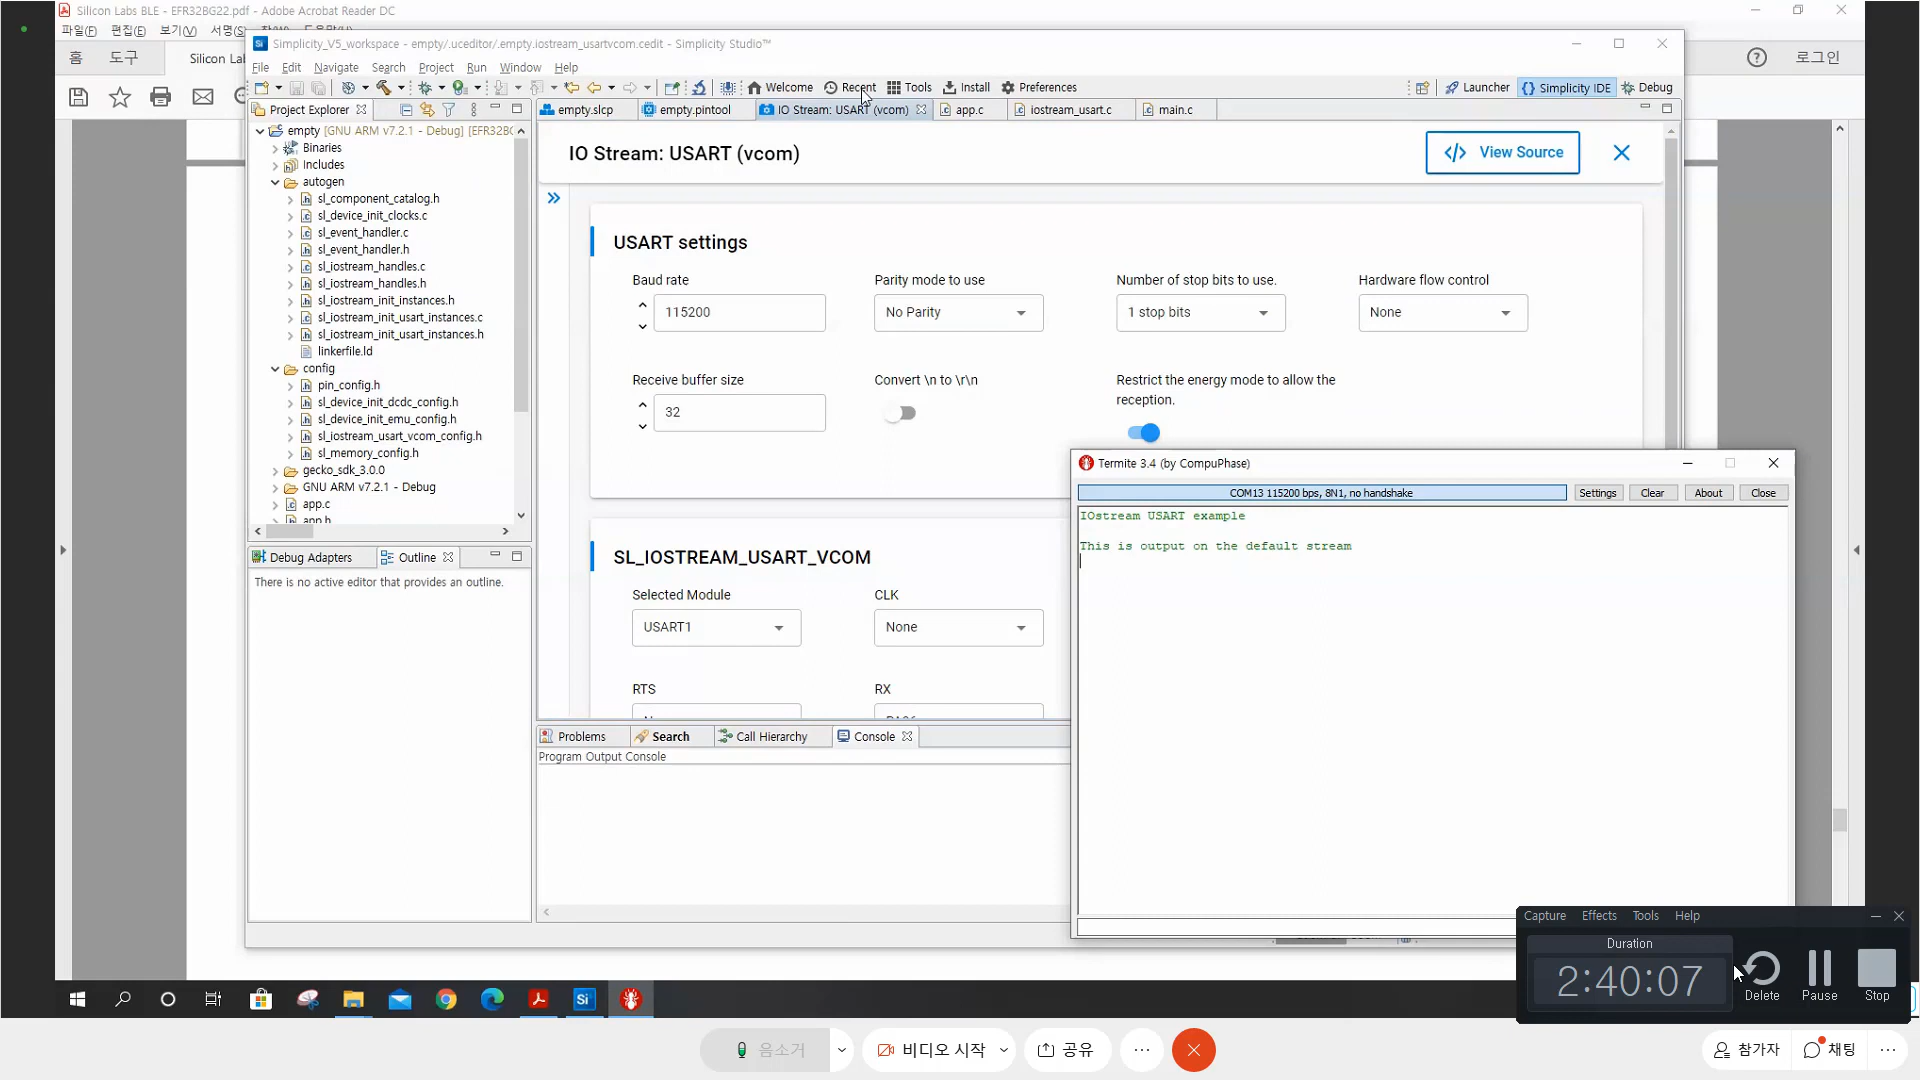 Silicon Labs BLE - EFR32BG22.pdf - Adobe Acrobat Reader DC
파일(F) 편집(E) 보기(V)
홈 도구 Silicon Lab 로그인
Simplicity_V5_workspace - empty/.uceditor/.empty.iostream_usartvcom.cedit - Simplicity Studio™
File Edit Navigate Search Project Run Window Help
Welcome Recent Tools Install Preferences Launcher Simplicity IDE Debug
Project Explorer
empty.slcp empty.pintool IO Stream: USART (vcom) app.c iostream_usart.c main.c
empty [GNU ARM v7.2.1 - Debug] [EFR32BG
Binaries
Includes
autogen
sl_component_catalog.h
sl_device_init_clocks.c
sl_event_handler.c
sl_event_handler.h
sl_iostream_handles.c
sl_iostream_handles.h
sl_iostream_init_instances.h
sl_iostream_init_usart_instances.c
sl_iostream_init_usart_instances.h
linkerfile.ld
config
pin_config.h
sl_device_init_dcdc_config.h
sl_device_init_emu_config.h
sl_iostream_usart_vcom_config.h
sl_memory_config.h
gecko_sdk_3.0.0
GNU ARM v7.2.1 - Debug
app.c
app.h
Debug Adapters Outline
There is no active editor that provides an outline.
IO Stream: USART (vcom)
View Source
USART settings
Baud rate Parity mode to use Number of stop bits to use. Hardware flow control
115200 No Parity 1 stop bits None
Receive buffer size Convert \n to \r\n Restrict the energy mode to allow the
reception.
32
SL_IOSTREAM_USART_VCOM
Selected Module CLK
USART1 None
RTS RX
Problems Search Call Hierarchy Console
Program Output Console
Termite 3.4 (by CompuPhase)
COM13 115200 bps, 8N1, no handshake Settings Clear About Close
IOstream USART example
This is output on the default stream
Capture Effects Tools Help
Duration
2:40:07
Delete Pause Stop
음소거 비디오 시작 공유 참가자 채팅